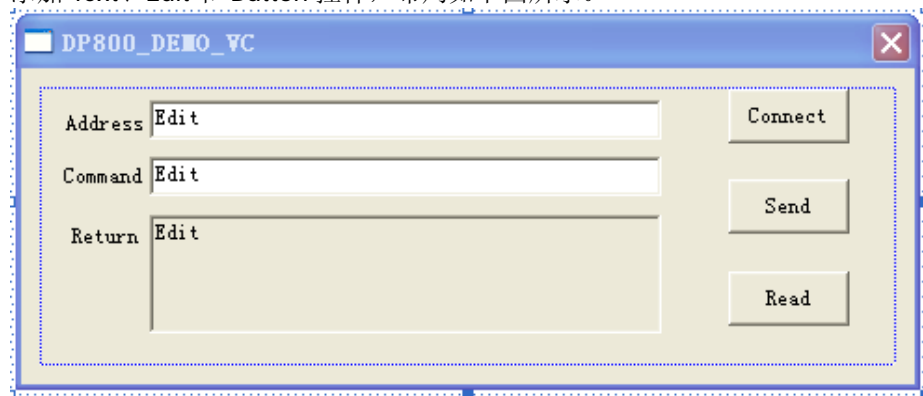 DP800_DEMO_VC
Address Edit Connect
Command Edit
Send
Return Edit
Read